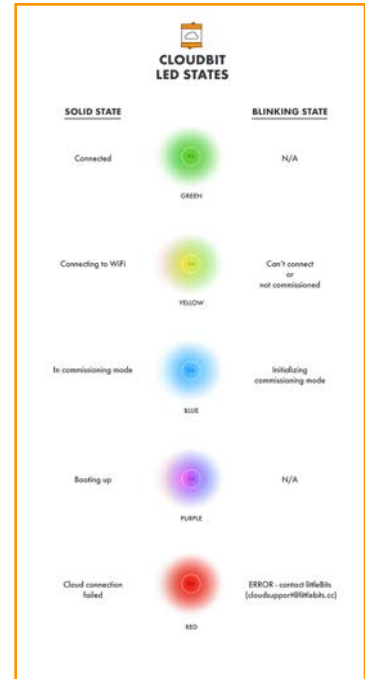 CLOUDBIT
LED STATES
SOLID STATE
BLINKING STATE
Connected
N/A
GREEN
Connecting to WiFi
Can't connect
or
not commissioned
YELLOW
In commissioning mode
Initializing
commissioning mode
BLUE
Booting up
N/A
PURPLE
Cloud connection
failed
ERROR - contact littleBits
(cloudsupport@littlebits.cc)
RED